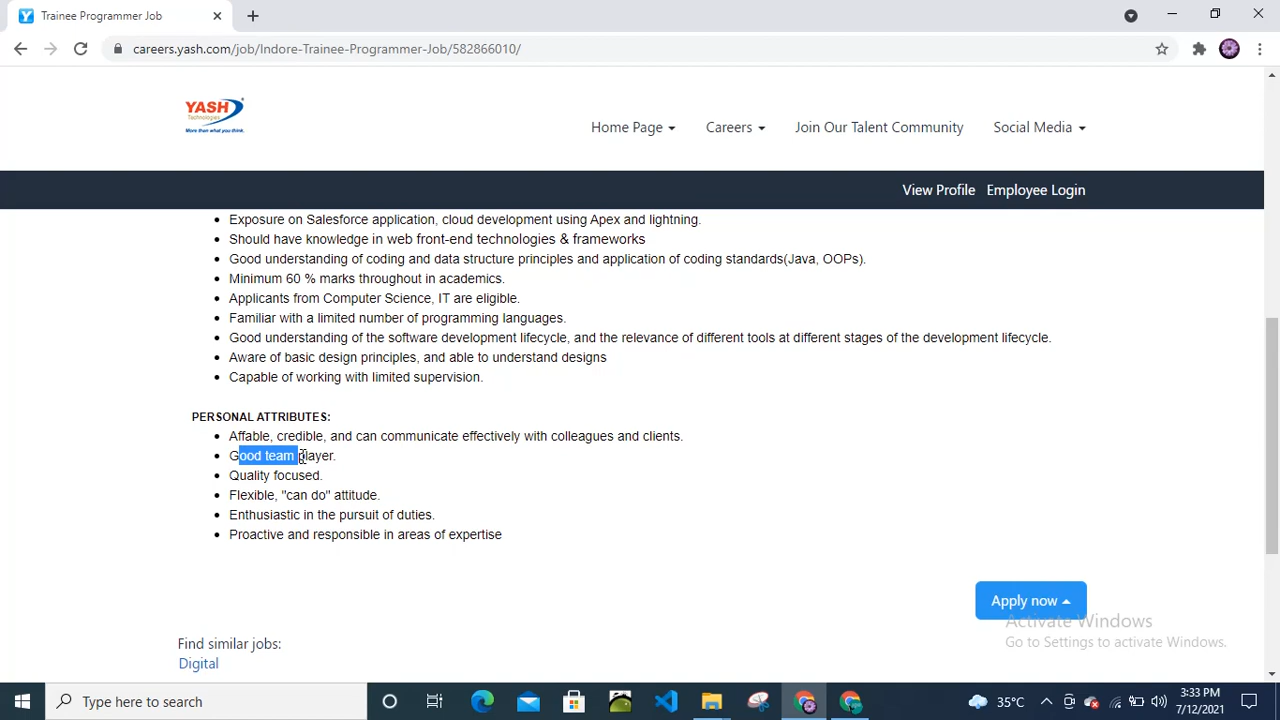 Trainee Programmer Job
careers.yash.com/job/Indore-Trainee-Programmer-Job/582866010/
YASH
Technologies
More than what you think.
Home Page
Careers
Join Our Talent Community
Social Media
View Profile
Employee Login
Exposure on Salesforce application, cloud development using Apex and lightning.
Should have knowledge in web front-end technologies & frameworks
Good understanding of coding and data structure principles and application of coding standards(Java, OOPs).
Minimum 60 % marks throughout in academics.
Applicants from Computer Science, IT are eligible.
Familiar with a limited number of programming languages.
Good understanding of the software development lifecycle, and the relevance of different tools at different stages of the development lifecycle.
Aware of basic design principles, and able to understand designs
Capable of working with limited supervision.
PERSONAL ATTRIBUTES:
Affable, credible, and can communicate effectively with colleagues and clients.
Good team player.
Quality focused.
Flexible, "can do" attitude.
Enthusiastic in the pursuit of duties.
Proactive and responsible in areas of expertise
Apply now
Activate Windows
Go to Settings to activate Windows.
Find similar jobs:
Digital
Type here to search
35°C
3:33 PM
7/12/2021